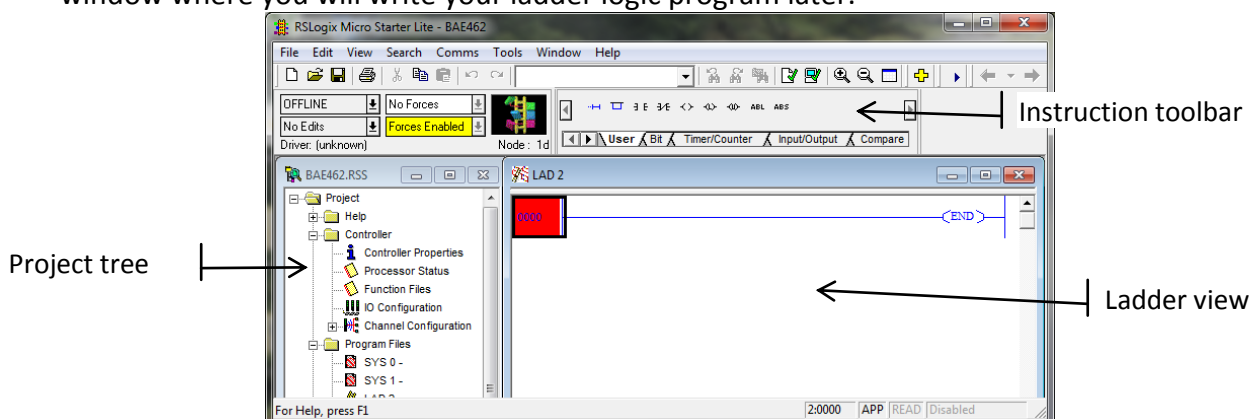 window where you will write your ladder logic program later.
RSLogix Micro Starter Lite - BAE462
File Edit View Search Comms Tools Window Help
OFFLINE No Forces
No Edits Forces Enabled
Driver: (unknown) Node : 1d
ABL ABS
User Bit Timer/Counter Input/Output Compare
Instruction toolbar
BAE462.RSS
LAD 2
Project
Help
Controller
Controller Properties
Processor Status
Function Files
IO Configuration
Channel Configuration
Program Files
SYS 0 -
SYS 1 -
LAD 2
0000
END
Project tree
Ladder view
For Help, press F1
2:0000 APP READ Disabled